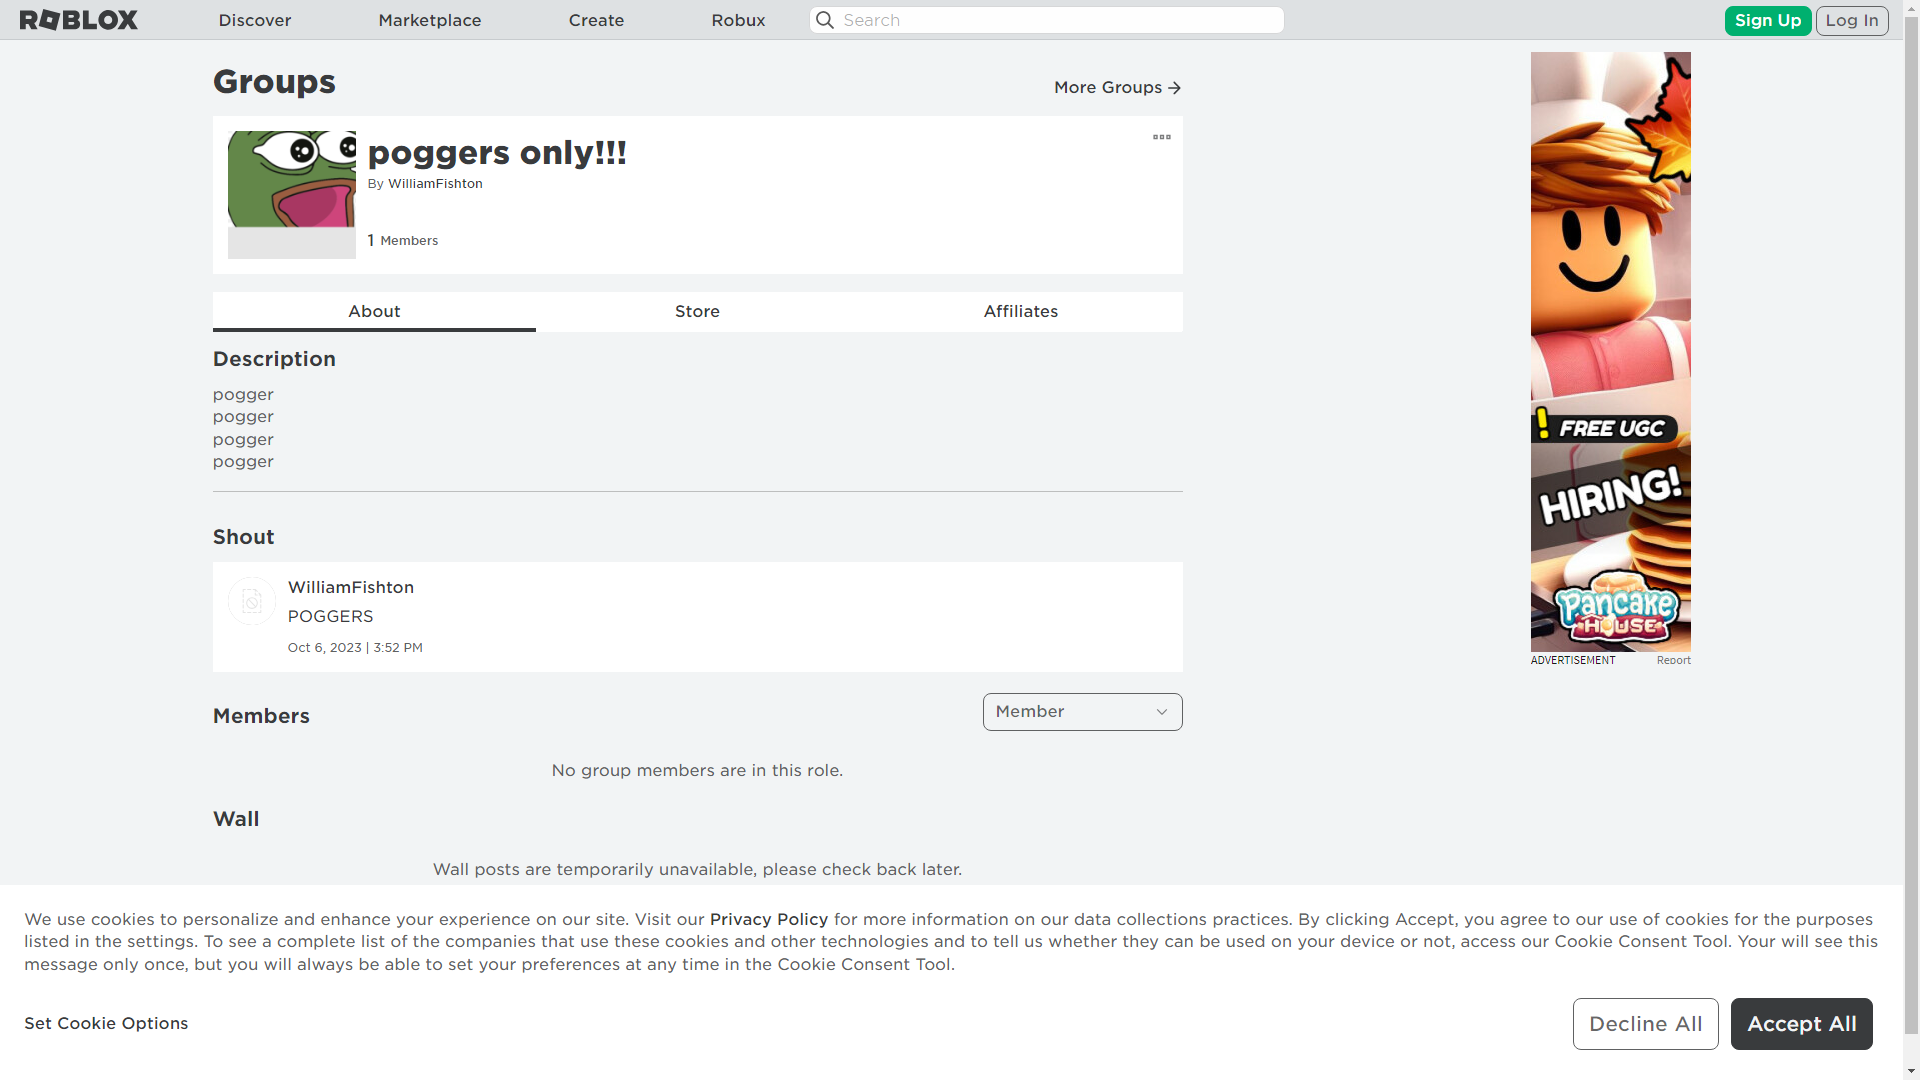 ROBLOX
Discover
Marketplace
Create
Robux
Search
Sign Up
Log In
Groups
More Groups
poggers only!!!
By WilliamFishton
1 Members
About
Store
Affiliates
Description
pogger
pogger
pogger
pogger
Shout
WilliamFishton
POGGERS
Oct 6, 2023 | 3:52 PM
Members
Member
No group members are in this role.
Wall
Wall posts are temporarily unavailable, please check back later.
! FREE UGC
HIRING!
Pancake
HOUSE
ADVERTISEMENT
Report
We use cookies to personalize and enhance your experience on our site. Visit our Privacy Policy for more information on our data collections practices. By clicking Accept, you agree to our use of cookies for the purposes
listed in the settings. To see a complete list of the companies that use these cookies and other technologies and to tell us whether they can be used on your device or not, access our Cookie Consent Tool. Your will see this
message only once, but you will always be able to set your preferences at any time in the Cookie Consent Tool.
Set Cookie Options
Decline All
Accept All